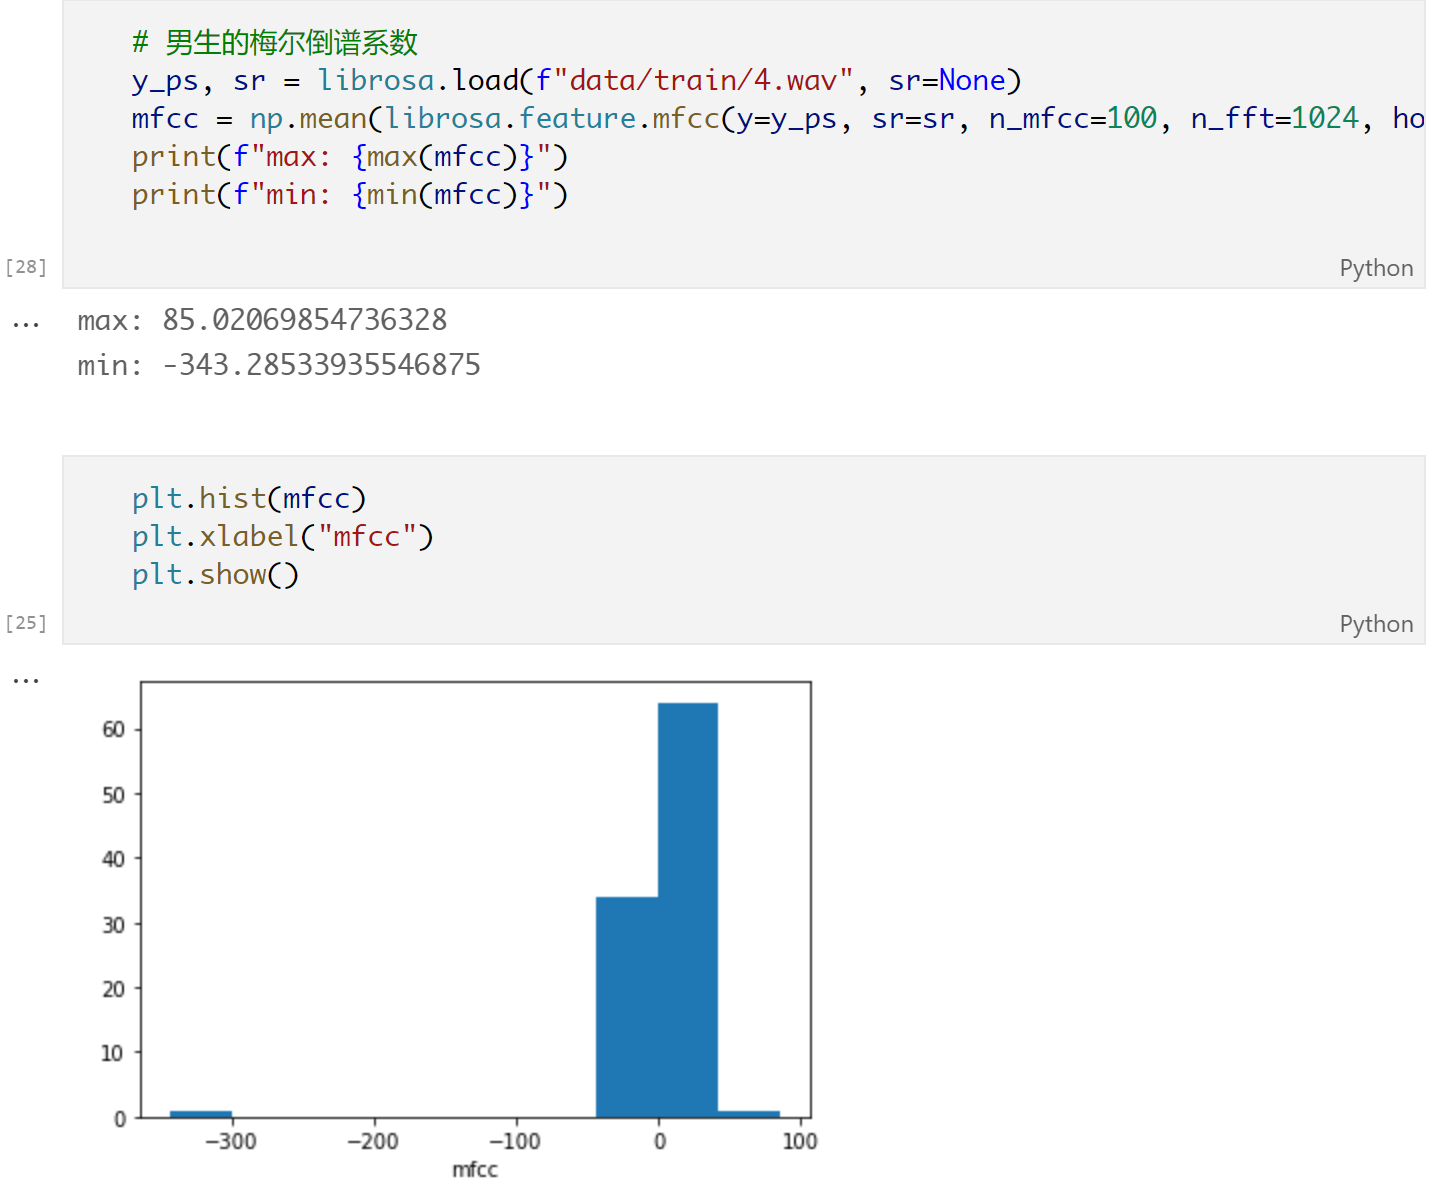 # 男生的梅尔倒谱系数
y_ps, sr = librosa.load(f"data/train/4.wav", sr=None)
mfcc = np.mean(librosa.feature.mfcc(y=y_ps, sr=sr, n_mfcc=100, n_fft=1024, ho
print(f"max: {max(mfcc)}")
print(f"min: {min(mfcc)}")
[28]
Python
...
max: 85.02069854736328
min: -343.28533935546875
plt.hist(mfcc)
plt.xlabel("mfcc")
plt.show()
[25]
Python
...
60
50
40
30
20
10
0
−300 −200 −100 0 100
mfcc